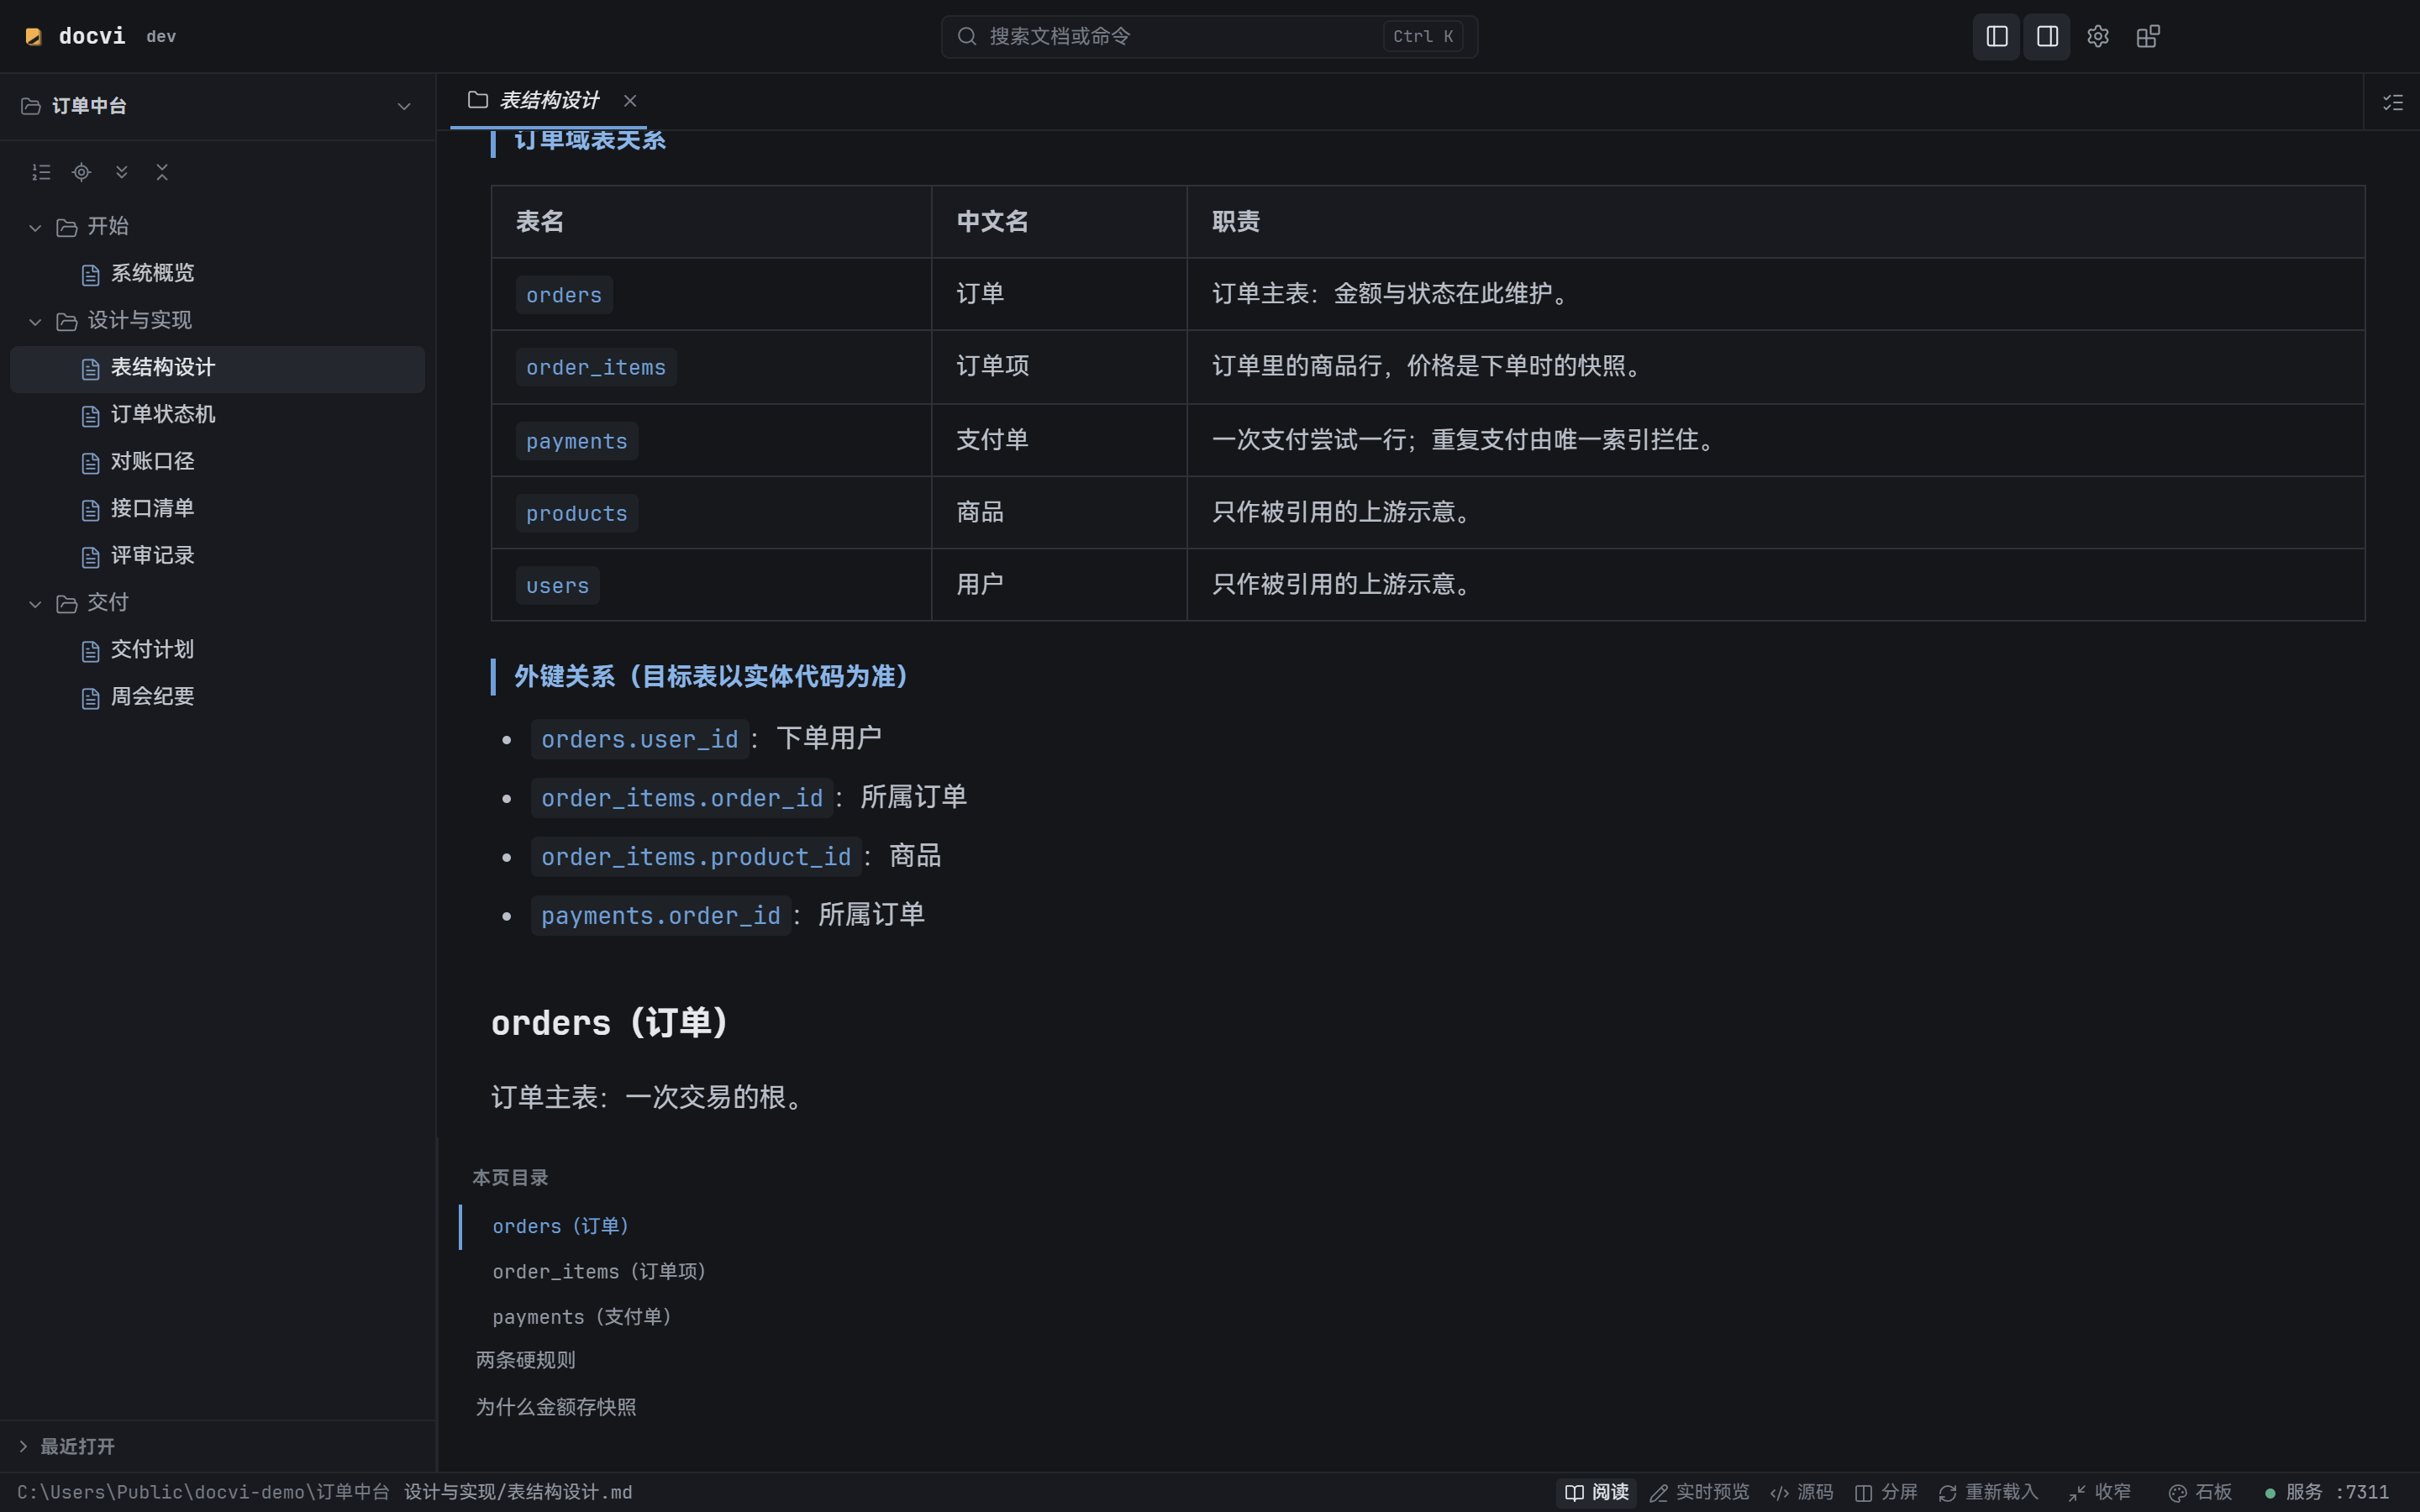 docvi dev
搜索文档或命令 Ctrl K
订单中台
表结构设计
开始
系统概览
设计与实现
表结构设计
订单状态机
对账口径
接口清单
评审记录
交付
交付计划
周会纪要
最近打开
订单域表关系
表名 中文名 职责
orders 订单 订单主表：金额与状态在此维护。
order_items 订单项 订单里的商品行，价格是下单时的快照。
payments 支付单 一次支付尝试一行；重复支付由唯一索引拦住。
products 商品 只作被引用的上游示意。
users 用户 只作被引用的上游示意。
外键关系（目标表以实体代码为准）
orders.user_id：下单用户
order_items.order_id：所属订单
order_items.product_id：商品
payments.order_id：所属订单
orders（订单）
订单主表：一次交易的根。
本页目录
orders（订单）
order_items（订单项）
payments（支付单）
两条硬规则
为什么金额存快照
C:\Users\Public\docvi-demo\订单中台 设计与实现/表结构设计.md
阅读 实时预览 源码 分屏 重新载入 收窄 石板 服务 :7311